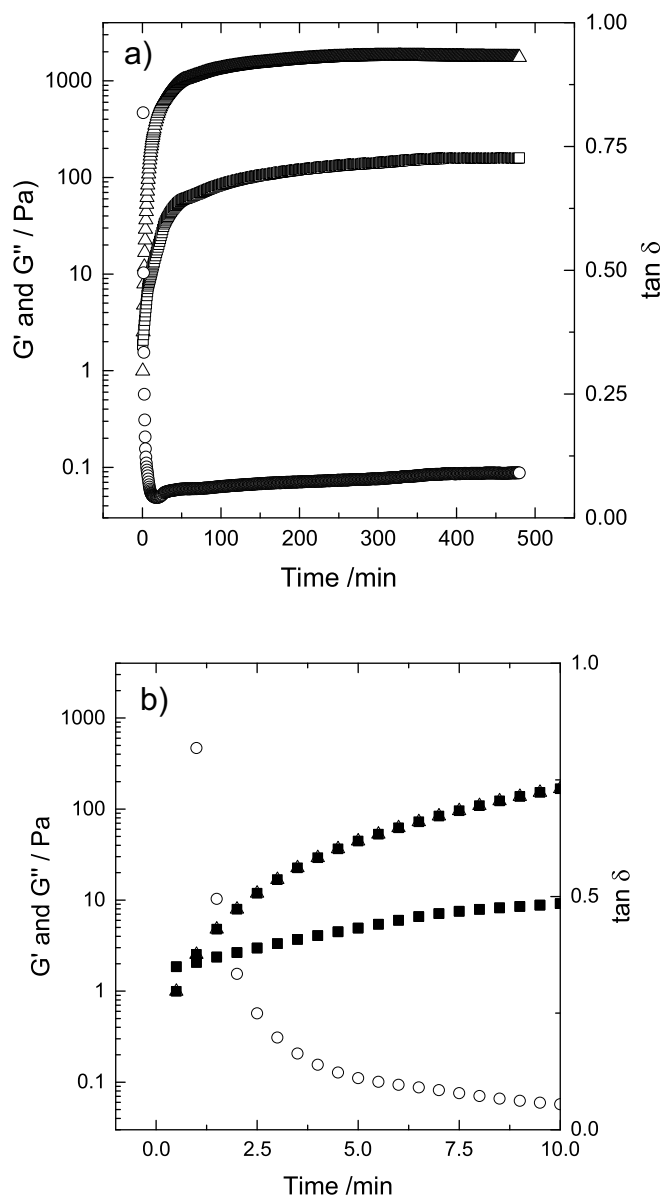 a)
1000
100
10
1
0.1
G' and G'' / Pa)
1.00
0.75
0.50
0.25
0.00
tan δ
0 100 200 300 400 500
Time /min
b)
1000
100
10
1
0.1
G' and G'' / Pa
1.0
0.5
0.0
tan δ
0.0 2.5 5.0 7.5 10.0
Time /min